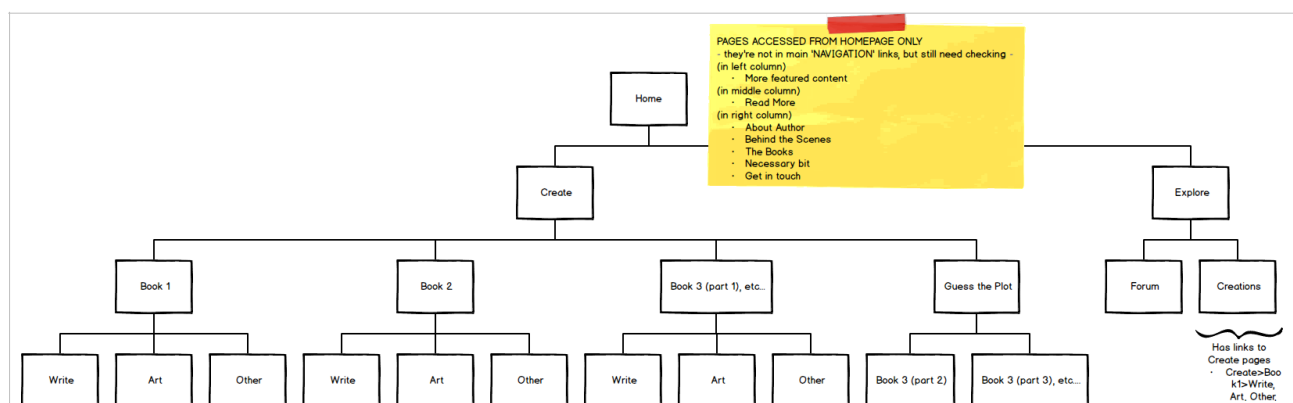 PAGES ACCESSED FROM HOMEPAGE ONLY
- they're not in main 'NAVIGATION' links, but still need checking -
(in left column)
· More featured content
(in middle column)
· Read More
(in right column)
· About Author
· Behind the Scenes
· The Books
· Necessary bit
· Get in touch
Home
Create
Explore
Book 1
Book 2
Book 3 (part 1), etc...
Guess the Plot
Forum
Creations
Write
Art
Other
Write
Art
Other
Write
Art
Other
Book 3 (part 2)
Book 3 (part 3), etc....
Has links to
Create pages
· Create>Boo
k1>Write,
Art, Other,